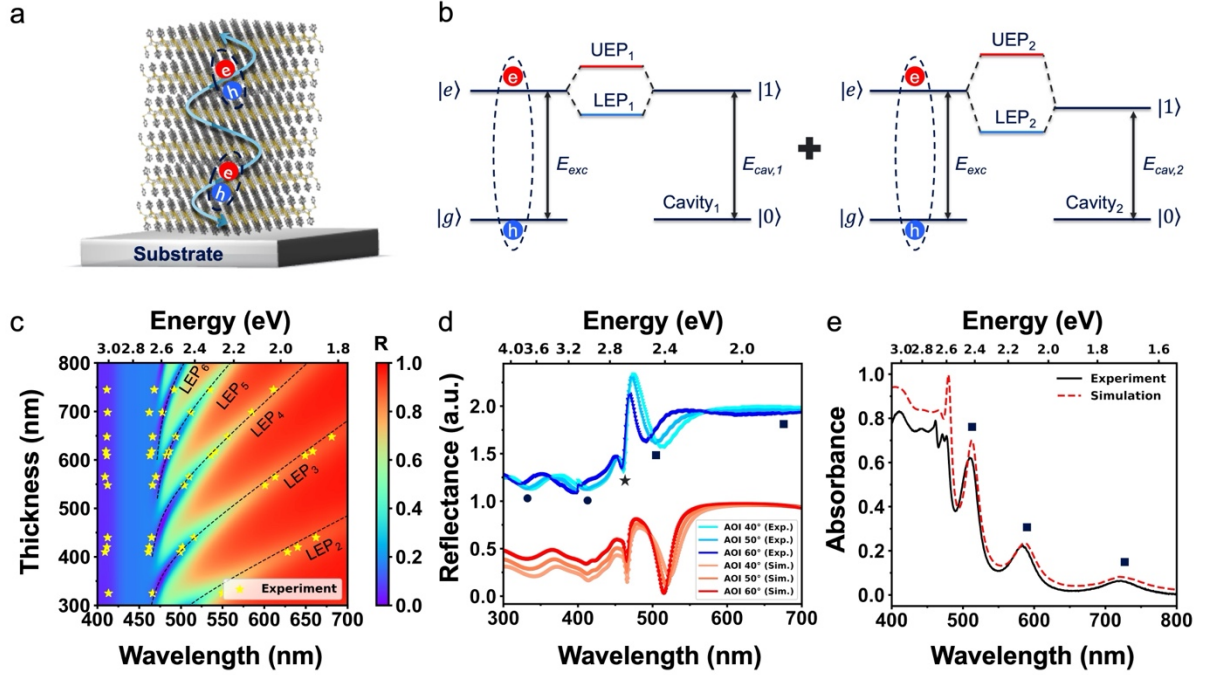 a
e
h
e
h
Substrate
b
UEP₁
|e⟩ e |1⟩
LEP₁
E_exc E_cav,1
Cavity₁
|g⟩ h |0⟩
+
UEP₂
|e⟩ e |1⟩
LEP₂
E_exc E_cav,2
Cavity₂
|g⟩ h |0⟩
c
Energy (eV)
3.0 2.8 2.6 2.4 2.2 2.0 1.8
R
Thickness (nm)
800
700
600
500
400
300
LEP₆
LEP₅
LEP₄
LEP₃
LEP₂
Experiment
400 450 500 550 600 650 700
Wavelength (nm)
1.0
0.8
0.6
0.4
0.2
0.0
d
Energy (eV)
4.0 3.6 3.2 2.8 2.4 2.0
Reflectance (a.u.)
2.0
1.5
1.0
0.5
0.0
AOI 40° (Exp.)
AOI 50° (Exp.)
AOI 60° (Exp.)
AOI 40° (Sim.)
AOI 50° (Sim.)
AOI 60° (Sim.)
300 400 500 600 700
Wavelength (nm)
e
Energy (eV)
3.0 2.8 2.6 2.4 2.2 2.0 1.8 1.6
Absorbance
1.0
0.8
0.6
0.4
0.2
0.0
Experiment
Simulation
400 500 600 700 800
Wavelength (nm)